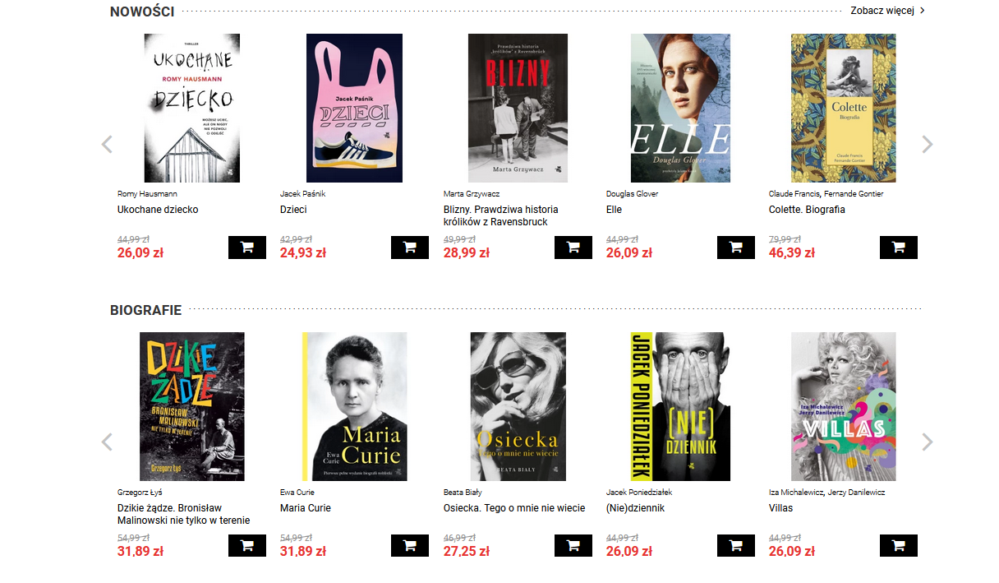 NOWOŚCI
Zobacz więcej
THRILLER
UKOCHANE
ROMY HAUSMANN
DZIECKO
MOŻESZ UCIEC,
ALE ON NIGDY
NIE POZWOLI
CI ODEJŚĆ
Jacek Paśnik
DZIECI
Prawdziwa historia
„królików” z Ravensbrück
BLIZNY
Marta Grzywacz
ELLE
Douglas Glover
Colette
Biografia
Claude Francis
Fernande Gontier
Romy Hausmann
Ukochane dziecko
44,99 zł
26,09 zł
Jacek Paśnik
Dzieci
42,99 zł
24,93 zł
Marta Grzywacz
Blizny. Prawdziwa historia
królików z Ravensbruck
49,99 zł
28,99 zł
Douglas Glover
Elle
44,99 zł
26,09 zł
Claude Francis, Fernande Gontier
Colette. Biografia
79,99 zł
46,39 zł
BIOGRAFIE
DZIKIE
ŻĄDZE
BRONISŁAW
MALINOWSKI
NIE TYLKO W TERENIE
Grzegorz Łyś
Maria
Ewa
Curie
Curie
Pierwsze pełne wydanie biografii noblistki
Osiecka
Tego o mnie nie wiecie
BEATA BIAŁY
JACEK PONIEDZIAŁEK
(NIE)
DZIENNIK
Iza Michalewicz
Jerzy Danilewicz
VILLAS
Grzegorz Łyś
Dzikie żądze. Bronisław
Malinowski nie tylko w terenie
54,99 zł
31,89 zł
Ewa Curie
Maria Curie
54,99 zł
31,89 zł
Beata Biały
Osiecka. Tego o mnie nie wiecie
46,99 zł
27,25 zł
Jacek Poniedziałek
(Nie)dziennik
44,99 zł
26,09 zł
Iza Michalewicz, Jerzy Danilewicz
Villas
44,99 zł
26,09 zł